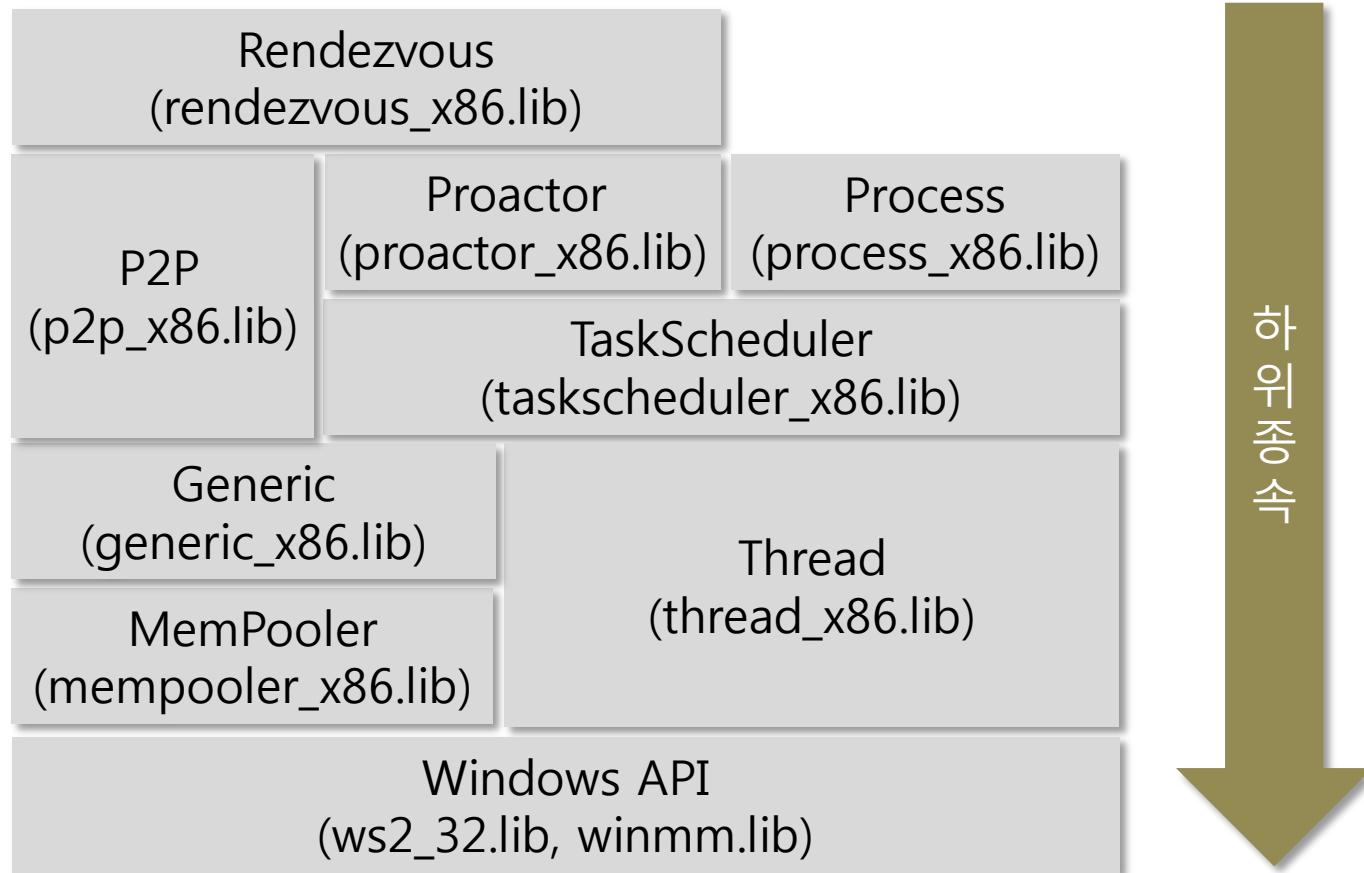 Rendezvous
(rendezvous_x86.lib)
P2P
(p2p_x86.lib)
Proactor
(proactor_x86.lib)
Process
(process_x86.lib)
TaskScheduler
(taskscheduler_x86.lib)
Generic
(generic_x86.lib)
Thread
(thread_x86.lib)
MemPooler
(mempooler_x86.lib)
Windows API
(ws2_32.lib, winmm.lib)
하
위
종
속